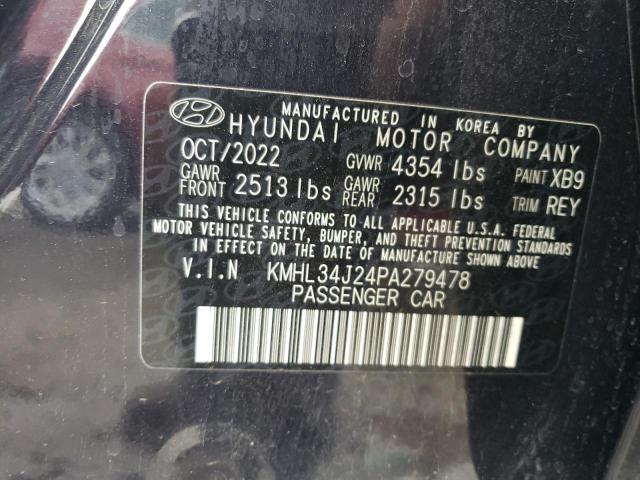 MANUFACTURED IN KOREA BY
HYUNDAI MOTOR COMPANY
OCT/2022 GVWR 4354 lbs PAINT XB9
GAWR FRONT 2513 lbs GAWR REAR 2315 lbs TRIM REY
THIS VEHICLE CONFORMS TO ALL APPLICABLE U.S.A. FEDERAL
MOTOR VEHICLE SAFETY, BUMPER, AND THEFT PREVENTION STANDARDS
IN EFFECT ON THE DATE OF MANUFACTURE SHOWN ABOVE
V.I.N KMHL34J24PA279478
PASSENGER CAR